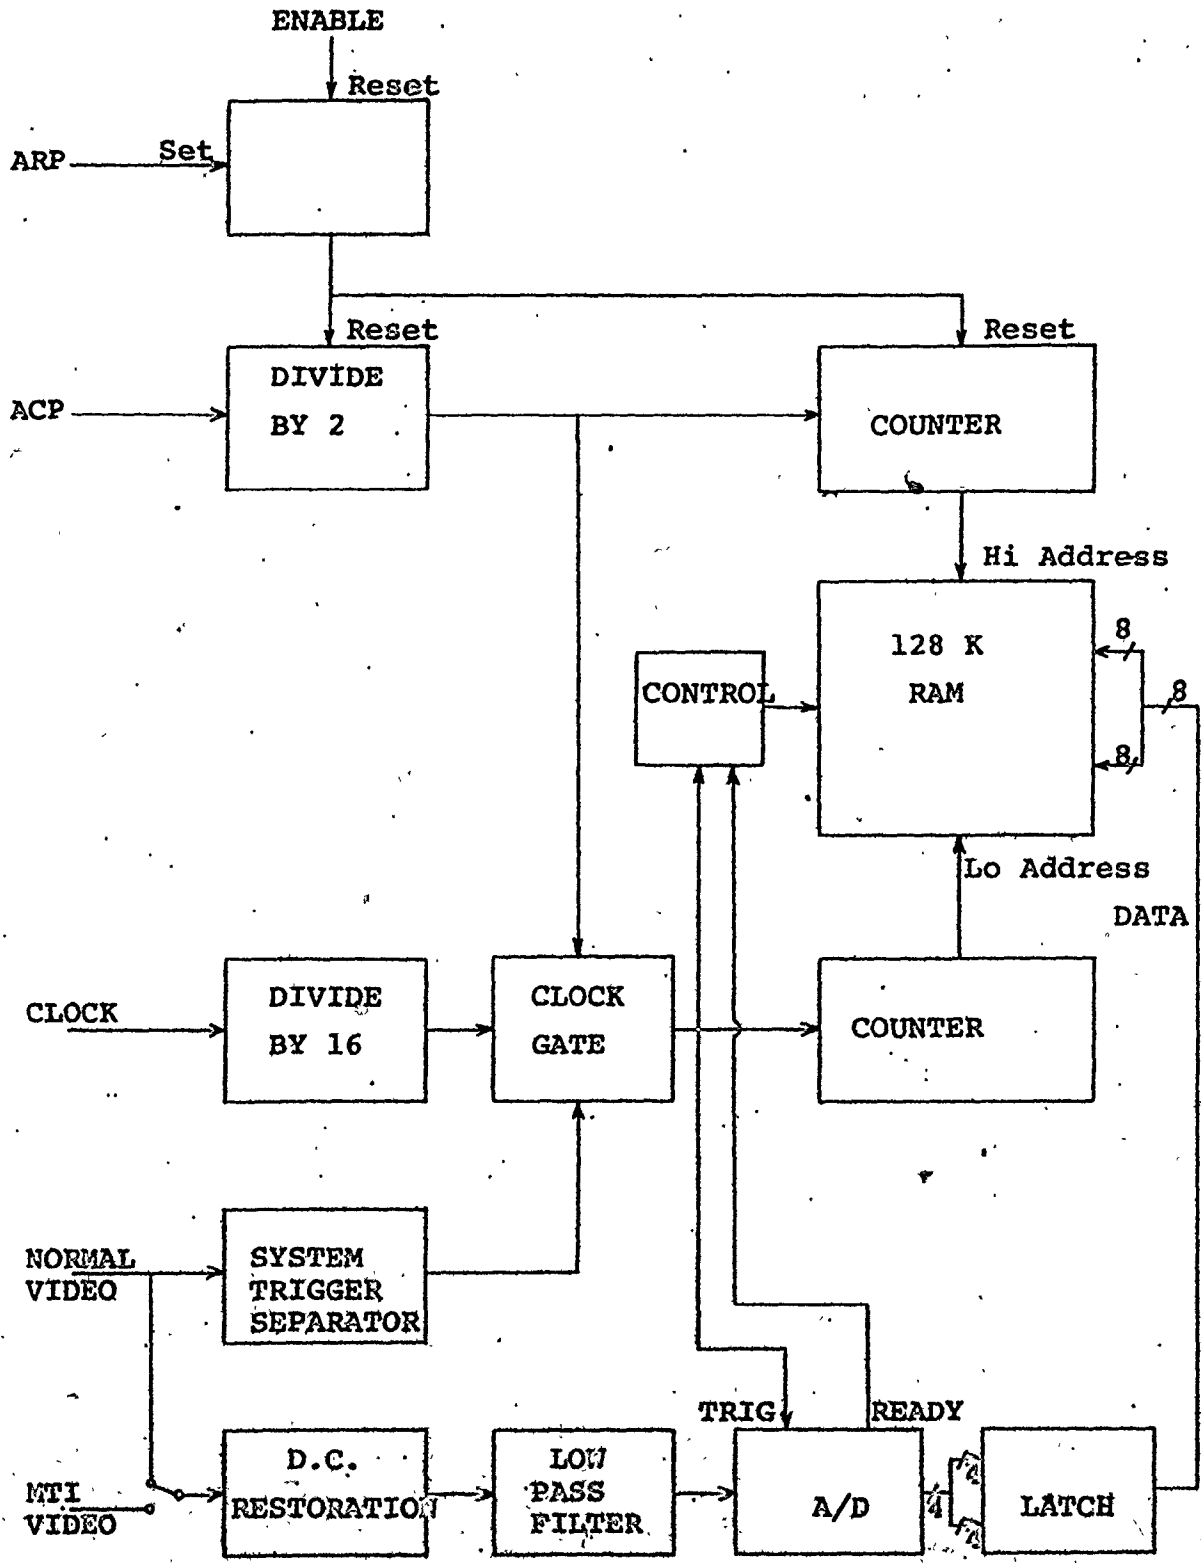 ENABLE
Reset
ARP
Set
Reset
Reset
ACP
DIVIDE
BY 2
COUNTER
Hi Address
128 K
RAM
8
8
8
CONTROL
Lo Address
DATA
CLOCK
DIVIDE
BY 16
CLOCK
GATE
COUNTER
NORMAL
VIDEO
SYSTEM
TRIGGER
SEPARATOR
TRIG
READY
MTI
VIDEO
D.C.
RESTORATION
LOW
PASS
FILTER
A/D
4
4
4
LATCH